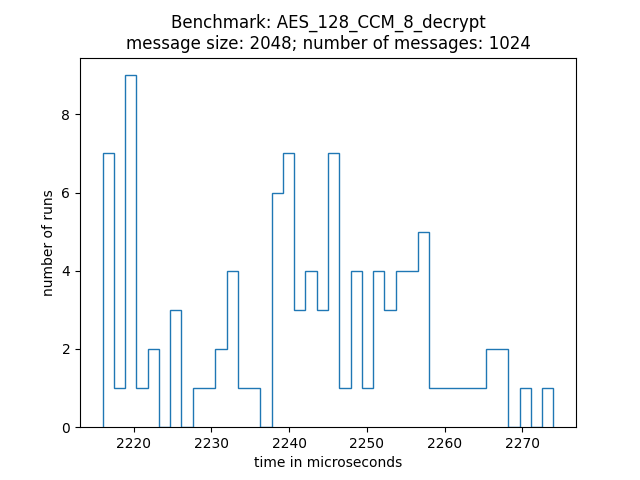 Benchmark: AES_128_CCM_8_decrypt
message size: 2048; number of messages: 1024
number of runs
8
6
4
2
0
2220 2230 2240 2250 2260 2270
time in microseconds